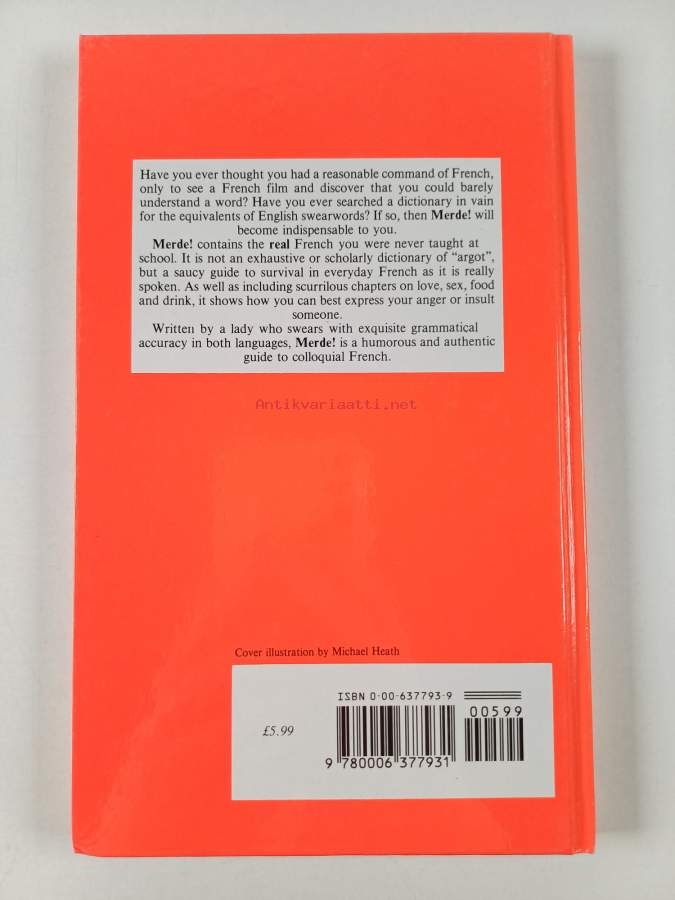 Have you ever thought you had a reasonable command of French,
only to see a French film and discover that you could barely
understand a word? Have you ever searched a dictionary in vain
for the equivalents of English swearwords? If so, then Merde! will
become indispensable to you.
Merde! contains the real French you were never taught at
school. It is not an exhaustive or scholarly dictionary of "argot",
but a saucy guide to survival in everyday French as it is really
spoken. As well as including scurrilous chapters on love, sex, food
and drink, it shows how you can best express your anger or insult
someone.
Written by a lady who swears with exquisite grammatical
accuracy in both languages, Merde! is a humorous and authentic
guide to colloquial French.
Antikvariaatti.net
Cover illustration by Michael Heath
ISBN 0-00-637793-9
00599
£5.99
9 780006 377931